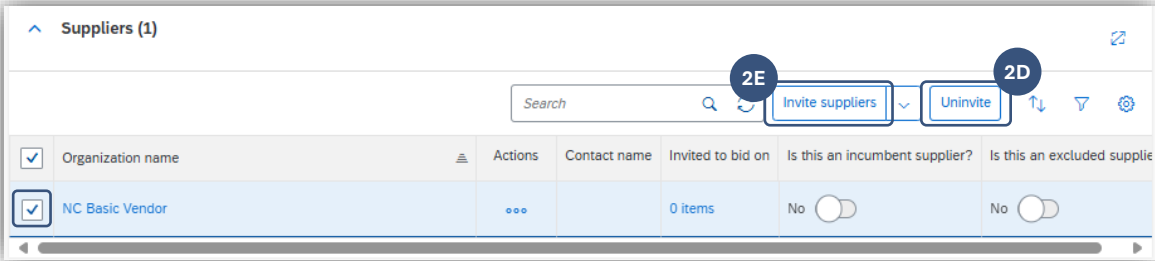 Suppliers (1)
2E
2D
Search
Invite suppliers
Uninvite
Organization name
Actions
Contact name
Invited to bid on
Is this an incumbent supplier?
Is this an excluded supplie
NC Basic Vendor
0 items
No
No